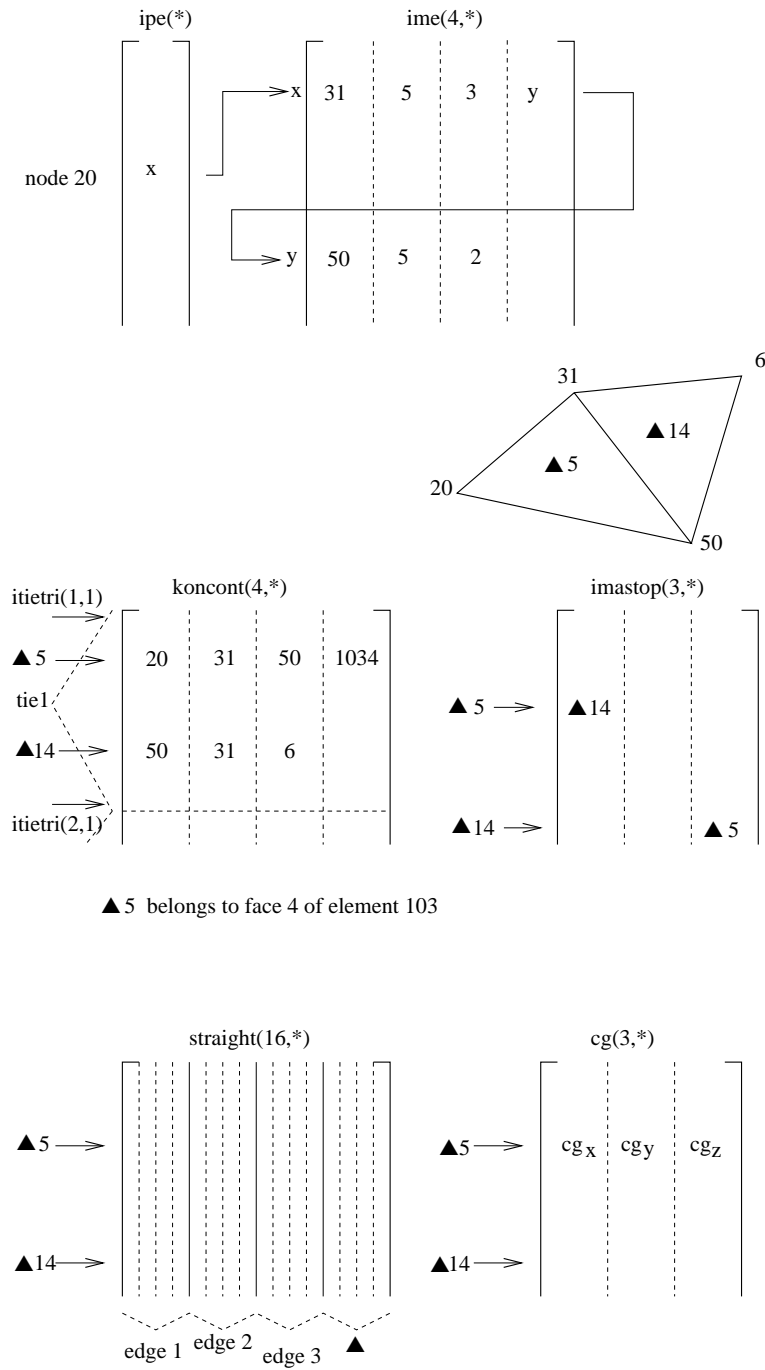 ipe(*) ime(4,*)
x 31 5 3 y
node 20 x
y 50 5 2
6
31
▲14
▲5
20
50
itietri(1,1) koncont(4,*) imastop(3,*)
▲5 20 31 50 1034
tie1 ▲5 ▲14
▲14 50 31 6
itietri(2,1) ▲14 ▲5
▲5 belongs to face 4 of element 103
straight(16,*) cg(3,*)
▲5 ▲5 cgx cgy cgz
▲14 ▲14
edge 1 edge 2 edge 3 ▲